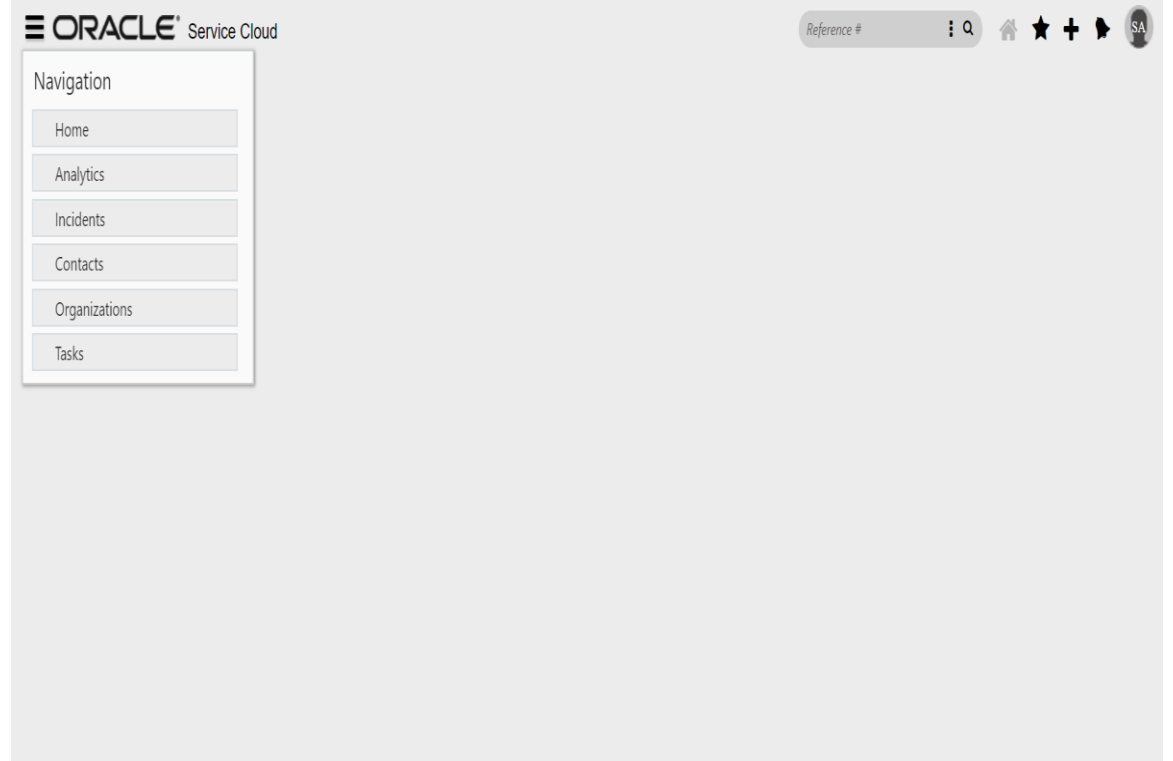 ORACLE® Service Cloud
Reference #
SA
Navigation
Home
Analytics
Incidents
Contacts
Organizations
Tasks